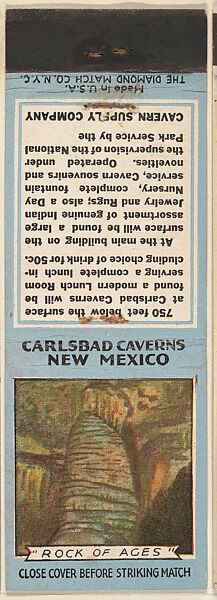 Made in U.S.A.
THE DIAMOND MATCH CO. N.Y.C.
750 feet below the surface
at Carlsbad Caverns will be
found a modern Lunch Room
serving a complete lunch in-
cluding choice of drink for 50c.
At the main building on the
surface will be found a large
assortment of genuine Indian
Jewelry and Rugs; also a Day
Nursery, complete fountain
service, Cavern souvenirs and
novelties. Operated under
the supervision of the National
Park Service by the
CAVERN SUPPLY COMPANY
CARLSBAD CAVERNS
NEW MEXICO
"ROCK OF AGES"
CLOSE COVER BEFORE STRIKING MATCH